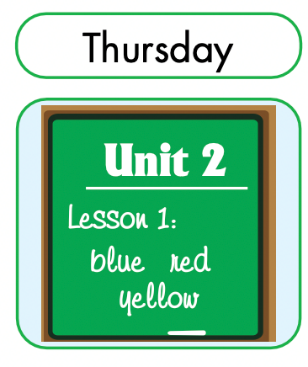 Thursday
Unit 2
Lesson 1:
blue red
yellow